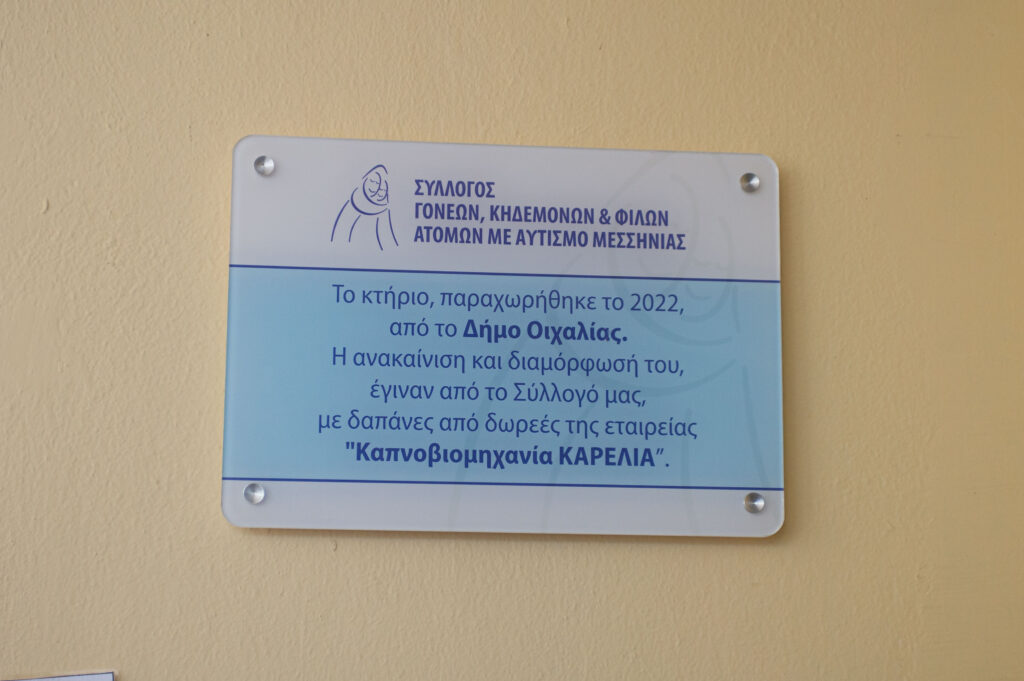 ΣΥΛΛΟΓΟΣ
ΓΟΝΕΩΝ, ΚΗΔΕΜΟΝΩΝ & ΦΙΛΩΝ
ΑΤΟΜΩΝ ΜΕ ΑΥΤΙΣΜΟ ΜΕΣΣΗΝΙΑΣ
Το κτήριο, παραχωρήθηκε το 2022,
από το Δήμο Οιχαλίας.
Η ανακαίνιση και διαμόρφωσή του,
έγιναν από το Σύλλογό μας,
με δαπάνες από δωρεές της εταιρείας
"Καπνοβιομηχανία ΚΑΡΕΛΙΑ”.